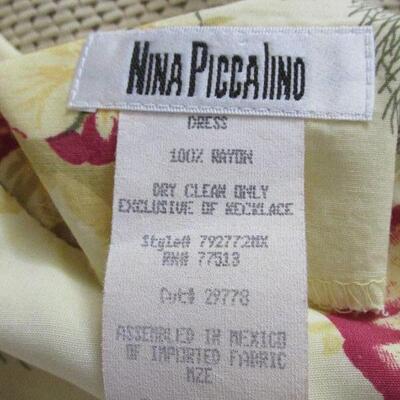 NINA PICCALINO
DRESS
100% RAYON
DRY CLEAN ONLY
EXCLUSIVE OF NECKLACE
Style# 792772MX
RN# 77513
Cut# 29778
ASSEMBLED IN MEXICO
OF IMPORTED FABRIC
MZE